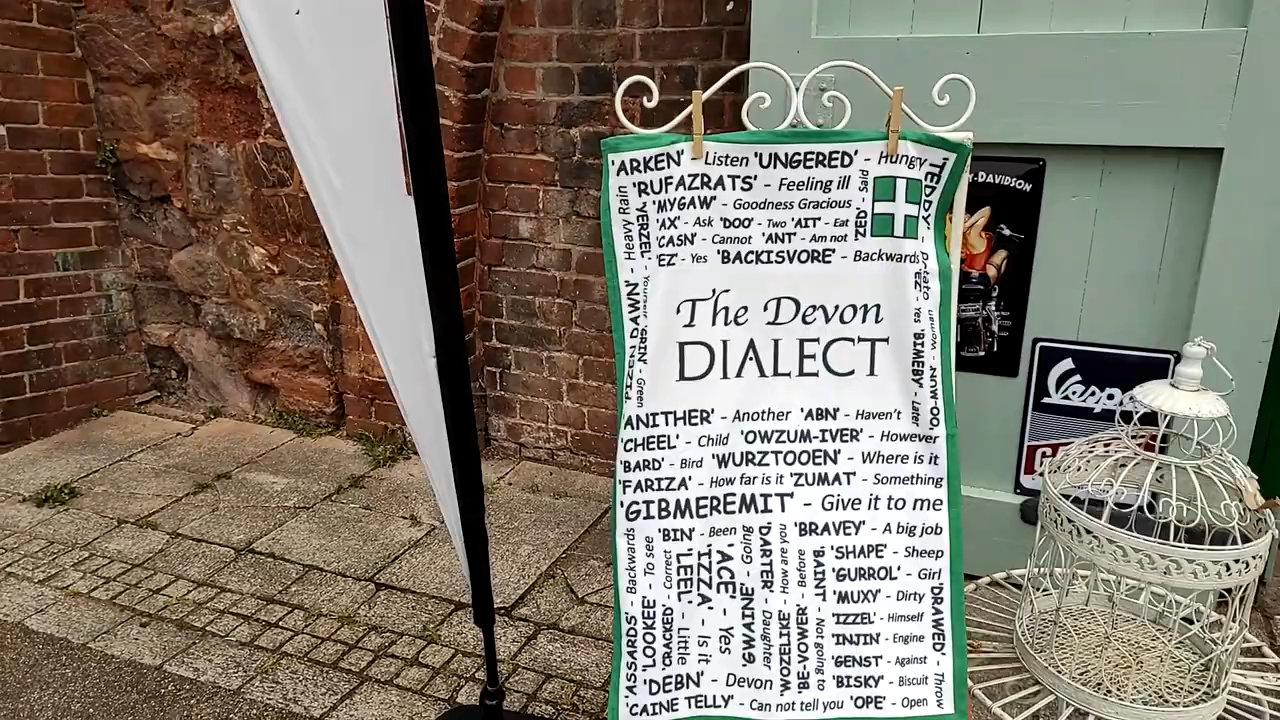 'ARKEN' - Listen 'UNGERED' - Hungry
'RUFAZRATS' - Feeling ill
'MYGAW' - Goodness Gracious
'AX' - Ask 'DOO' - Two 'AIT' - Eat
'CASN' - Cannot 'ANT' - Am not
'EZ' - Yes 'BACKISVORE' - Backwards
'ZED' - Said
'TEDDY' - Potato
'PIZEN DAWN' - Heavy Rain
'YERZEL' - Yourself
'GRIN' - Green
'EZ' - Yes
'BIMEBY' - Later
The Devon
DIALECT
'ANITHER' - Another 'ABN' - Haven't
'CHEEL' - Child 'OWZUM-IVER' - However
'BARD' - Bird 'WURZTOOEN' - Where is it
'FARIZA' - How far is it 'ZUMAT' - Something
'GIBMEREMIT' - Give it to me
'BIN' - Been
'BRAVEY' - A big job
'ASSARDS' - Backwards
'LOOKEE' - To see
'CRACKED' - Correct
'LEEL' - Little
'IZZA' - Is it
'ACE' - Yes
'GWAINE' - Going
'DARTER' - Daughter
'WOZELIKE' - How are you
'BE-VOWER' - Before
'BAINT' - Not going to
'SHAPE' - Sheep
'GURROL' - Girl
'MUXY' - Dirty
'IZZEL' - Himself
'INJIN' - Engine
'GENST' - Against
'BISKY' - Biscuit
'DRAWED' - Throw
'DEBN' - Devon
'CAINE TELLY' - Can not tell you 'OPE' - Open
Y-DAVIDSON
Vespa